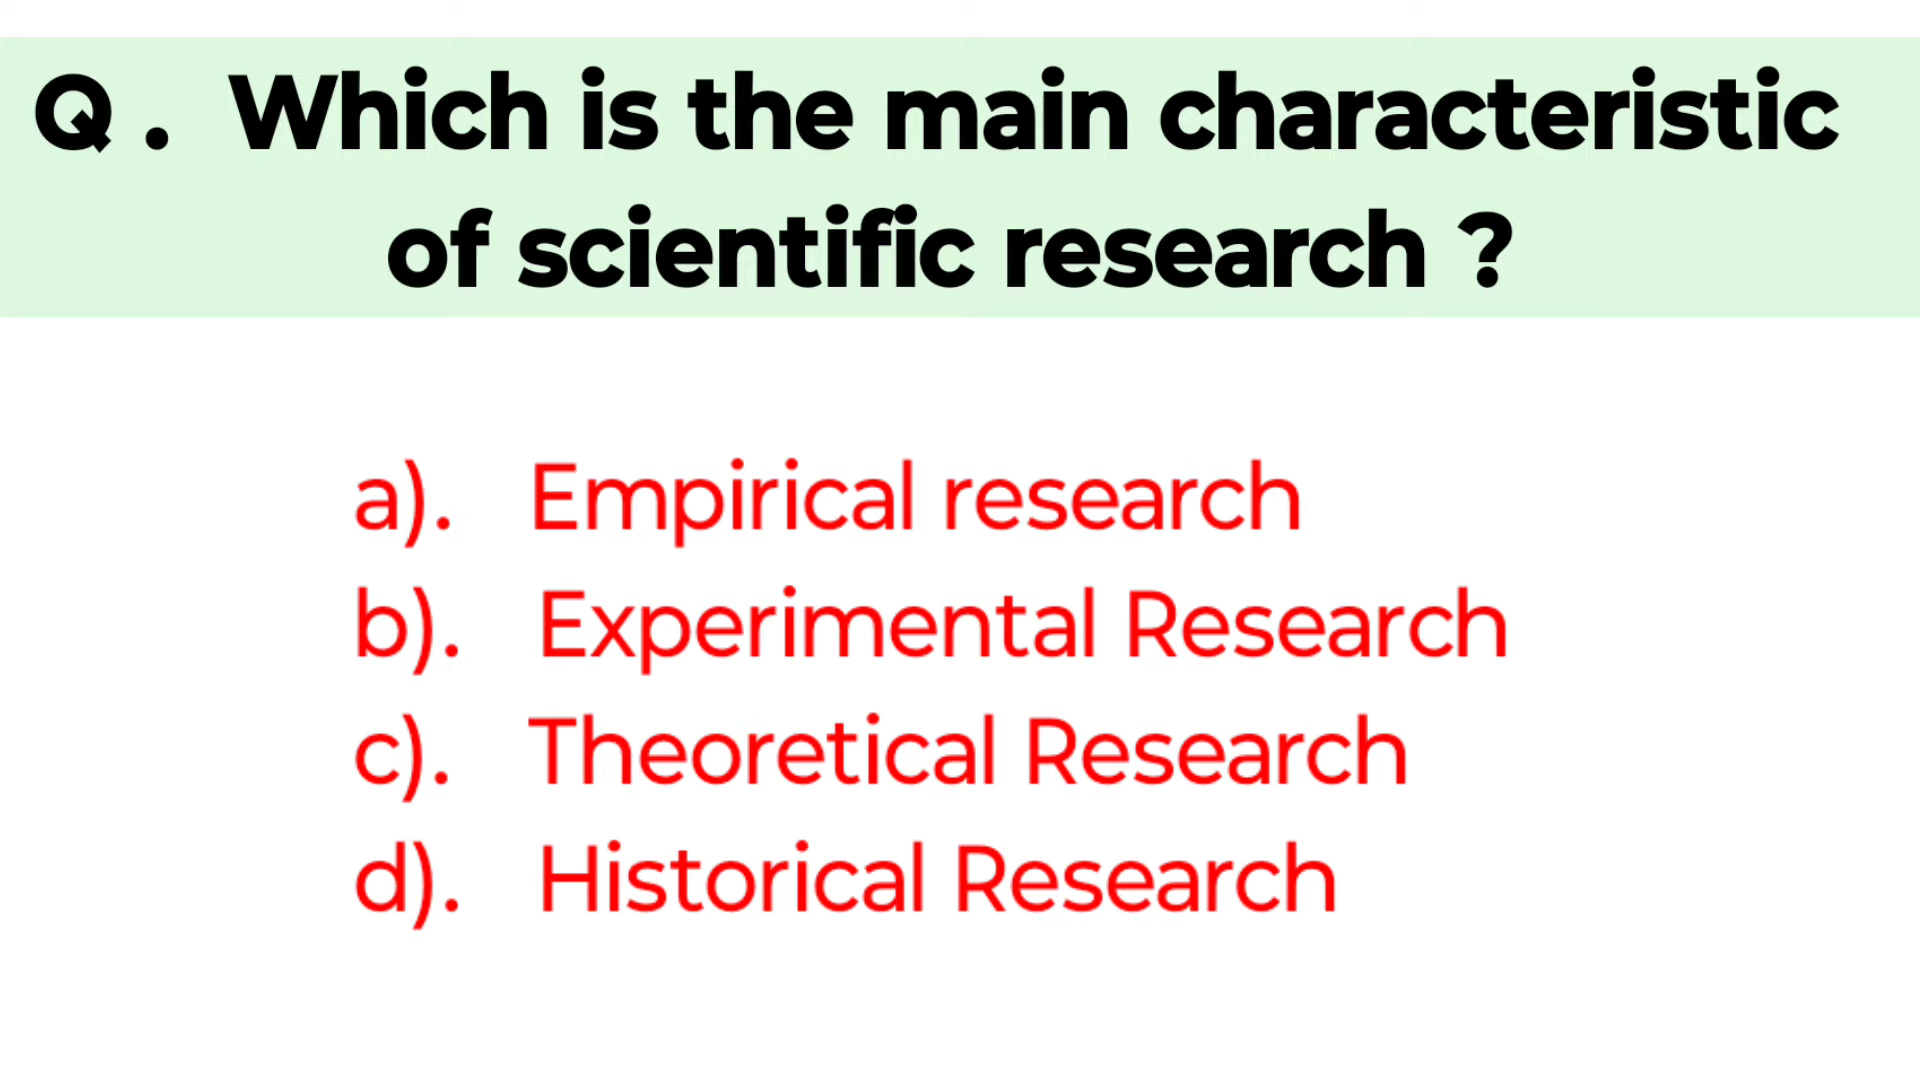 Q . Which is the main characteristic
of scientific research ?
a). Empirical research
b). Experimental Research
c). Theoretical Research
d). Historical Research